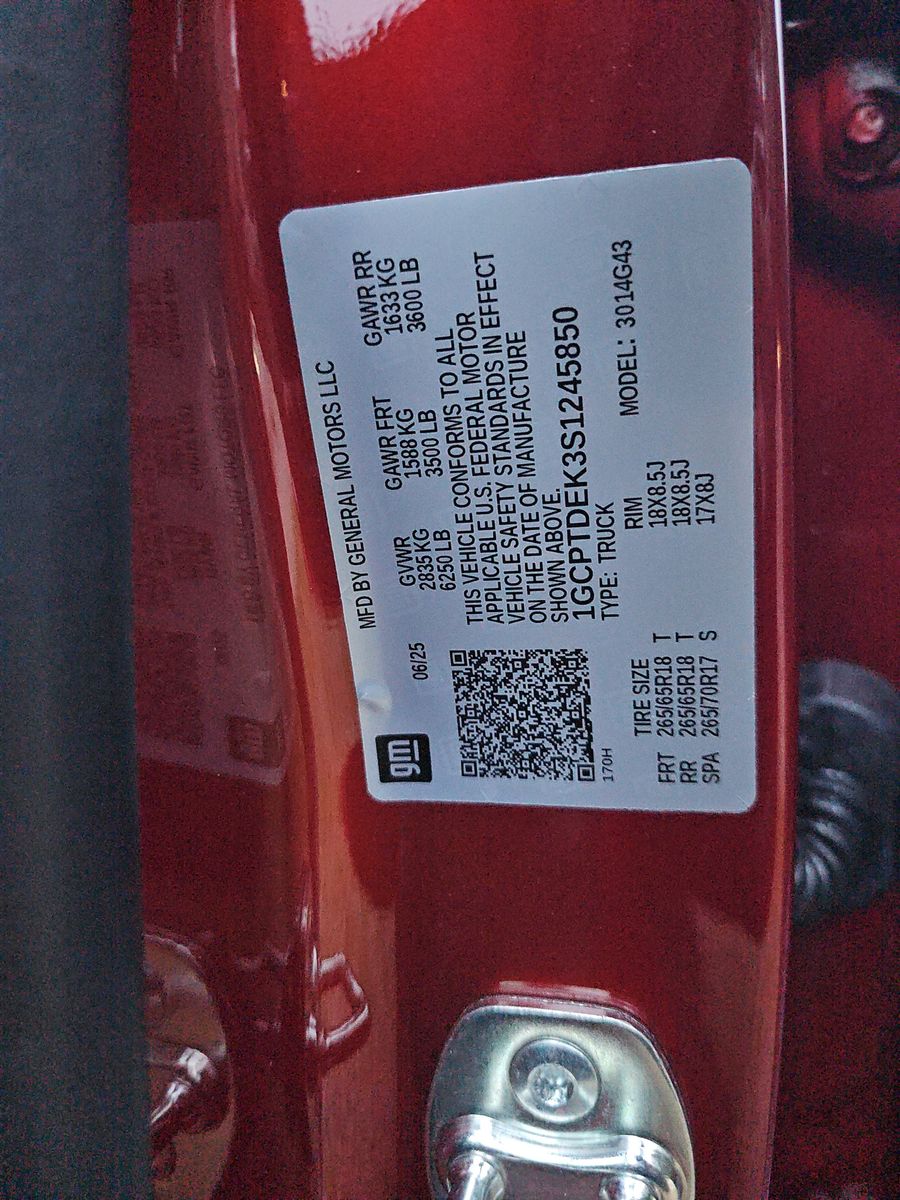 gm
06/25
MFD BY GENERAL MOTORS LLC
GVWR GAWR FRT GAWR RR
2835 KG 1588 KG 1633 KG
6250 LB 3500 LB 3600 LB
THIS VEHICLE CONFORMS TO ALL
APPLICABLE U.S. FEDERAL MOTOR
VEHICLE SAFETY STANDARDS IN EFFECT
ON THE DATE OF MANUFACTURE
SHOWN ABOVE.
1GCPTDEK3S1245850
TYPE: TRUCK MODEL: 3014G43
170H
TIRE SIZE RIM
FRT 265/65R18 T 18X8.5J
RR 265/65R18 T 18X8.5J
SPA 265/70R17 S 17X8J